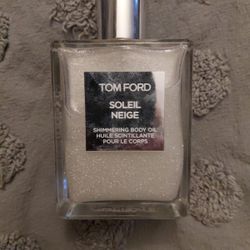 TOM FORD
SOLEIL
NEIGE
SHIMMERING BODY OIL
HUILE SCINTILLANTE
POUR LE CORPS